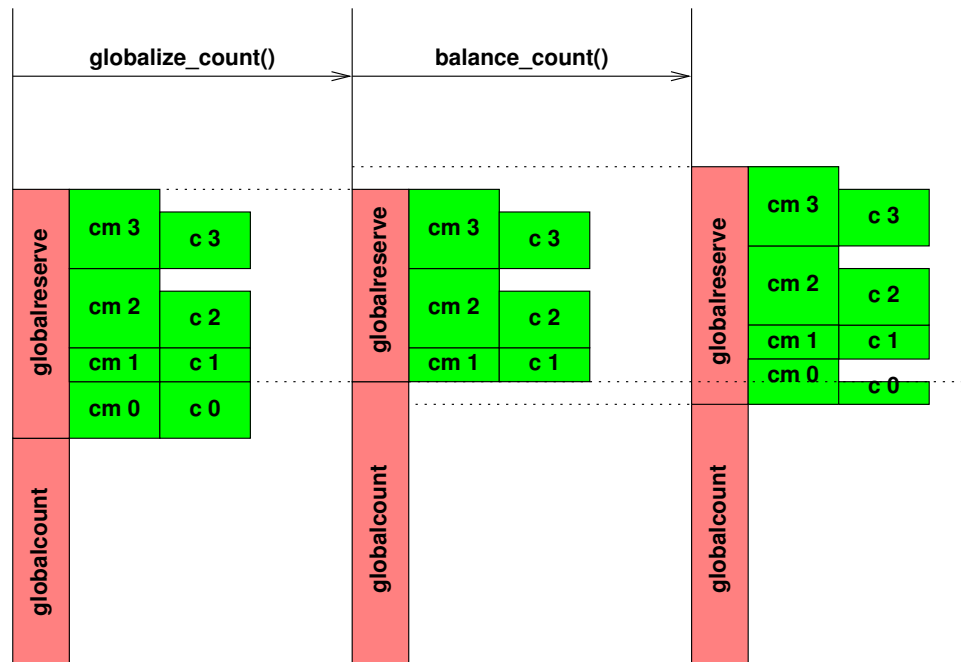 globalize_count()
balance_count()
globalreserve
cm 3
c 3
cm 2
c 2
cm 1
c 1
cm 0
c 0
globalcount
globalreserve
cm 3
c 3
cm 2
c 2
cm 1
c 1
globalcount
globalreserve
cm 3
c 3
cm 2
c 2
cm 1
c 1
cm 0
c 0
globalcount